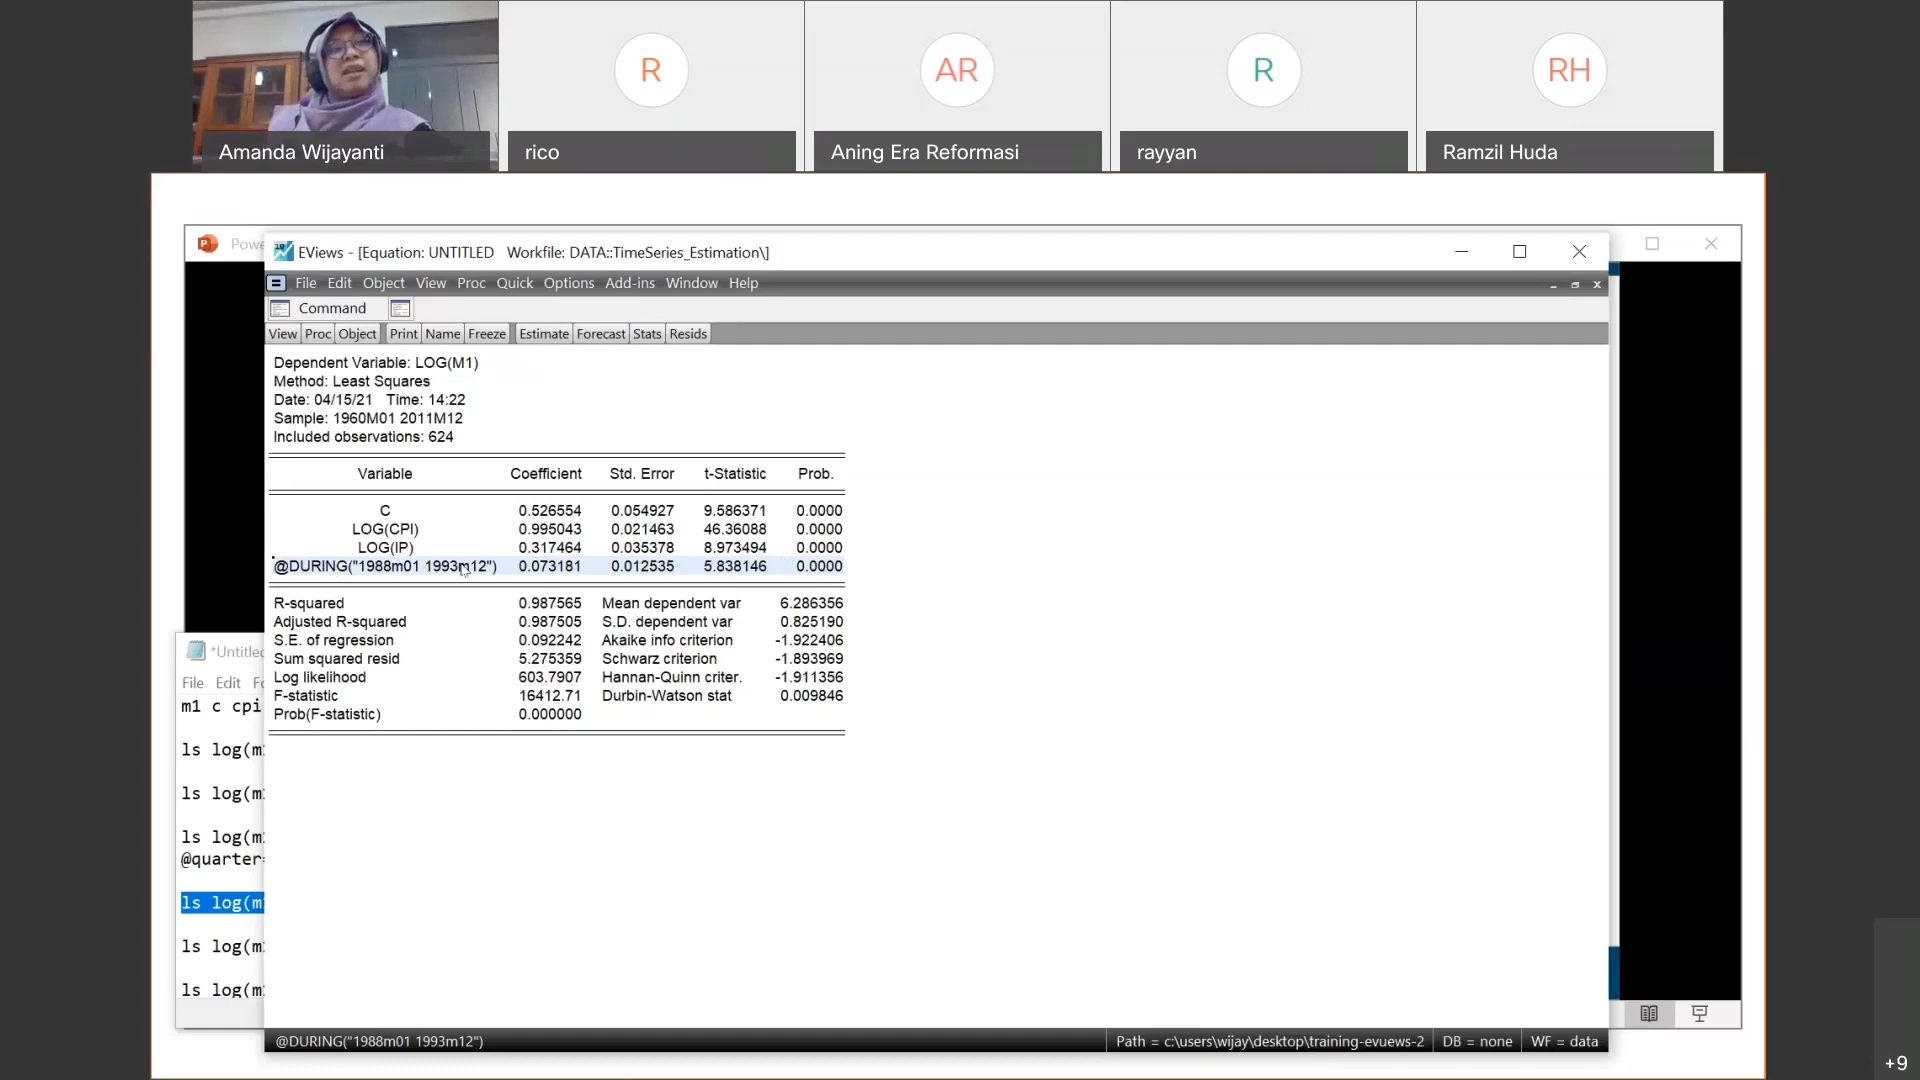 R
AR
R
RH
Amanda Wijayanti
rico
Aning Era Reformasi
rayyan
Ramzil Huda
EViews - [Equation: UNTITLED Workfile: DATA::TimeSeries_Estimation\]
File Edit Object View Proc Quick Options Add-ins Window Help
Command
View Proc Object Print Name Freeze Estimate Forecast Stats Resids
Dependent Variable: LOG(M1)
Method: Least Squares
Date: 04/15/21 Time: 14:22
Sample: 1960M01 2011M12
Included observations: 624
Variable Coefficient Std. Error t-Statistic Prob.
C 0.526554 0.054927 9.586371 0.0000
LOG(CPI) 0.995043 0.021463 46.36088 0.0000
LOG(IP) 0.317464 0.035378 8.973494 0.0000
@DURING("1988m01 1993m12") 0.073181 0.012535 5.838146 0.0000
R-squared 0.987565 Mean dependent var 6.286356
Adjusted R-squared 0.987505 S.D. dependent var 0.825190
S.E. of regression 0.092242 Akaike info criterion -1.922406
Sum squared resid 5.275359 Schwarz criterion -1.893969
Log likelihood 603.7907 Hannan-Quinn criter. -1.911356
F-statistic 16412.71 Durbin-Watson stat 0.009846
Prob(F-statistic) 0.000000
File Edit
m1 c cpi
ls log(m
ls log(m
ls log(m
@quarter
ls log(m
ls log(m
ls log(m
@DURING("1988m01 1993m12") Path = c:\users\wijay\desktop\training-evuews-2 DB = none WF = data
+9